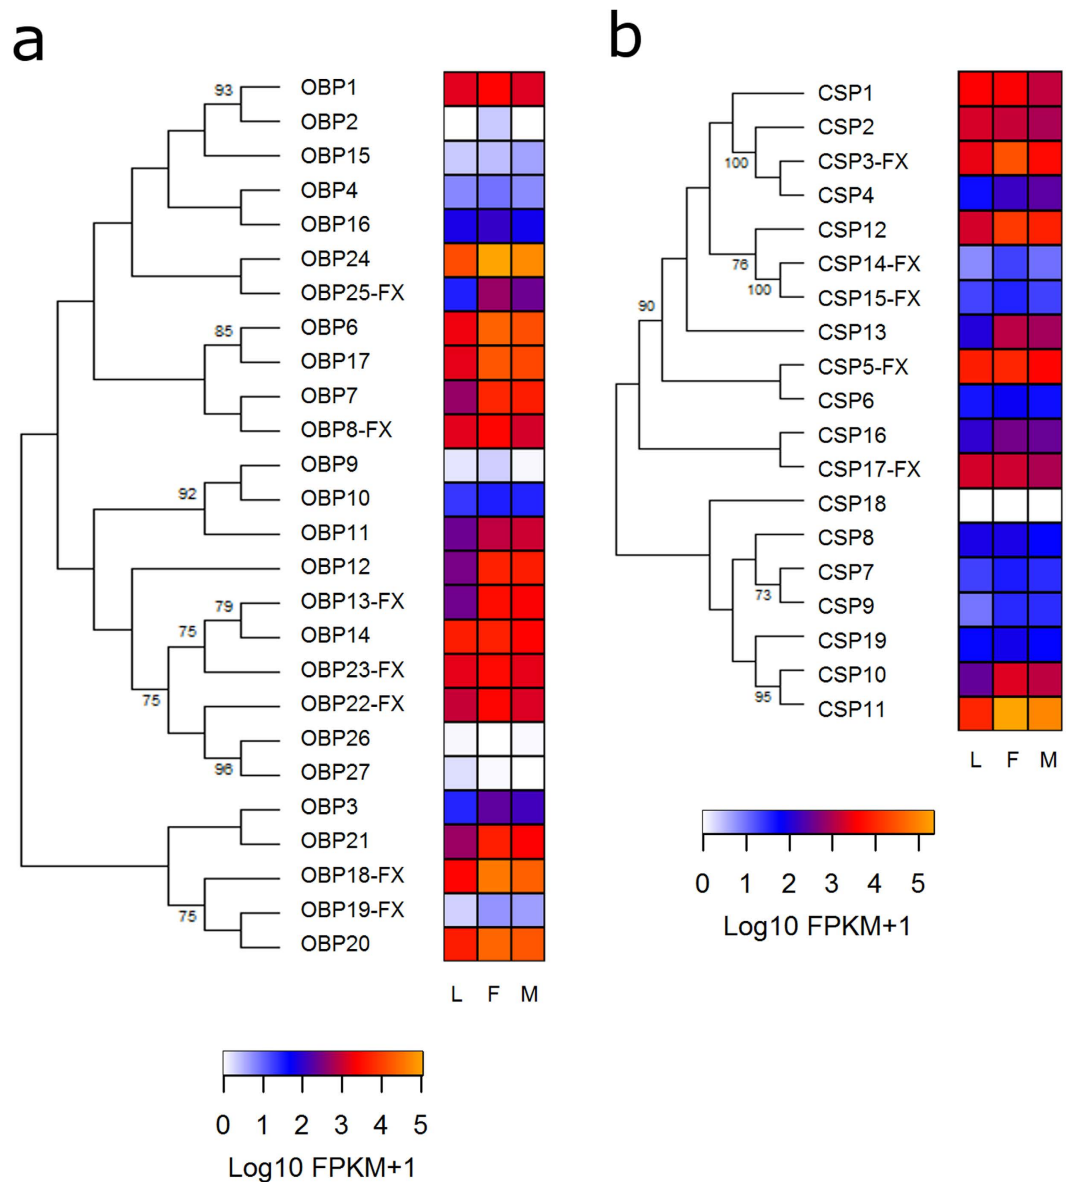 a
93
OBP1
OBP2
OBP15
OBP4
OBP16
OBP24
OBP25-FX
85
OBP6
OBP17
OBP7
OBP8-FX
OBP9
92
OBP10
OBP11
OBP12
79
OBP13-FX
75
OBP14
OBP23-FX
75
OBP22-FX
OBP26
96
OBP27
OBP3
OBP21
OBP18-FX
75
OBP19-FX
OBP20
L F M
0 1 2 3 4 5
Log10 FPKM+1
b
CSP1
CSP2
100
CSP3-FX
CSP4
CSP12
76
CSP14-FX
100
CSP15-FX
90
CSP13
CSP5-FX
CSP6
CSP16
CSP17-FX
CSP18
CSP8
CSP7
73
CSP9
CSP19
CSP10
95
CSP11
L F M
0 1 2 3 4 5
Log10 FPKM+1